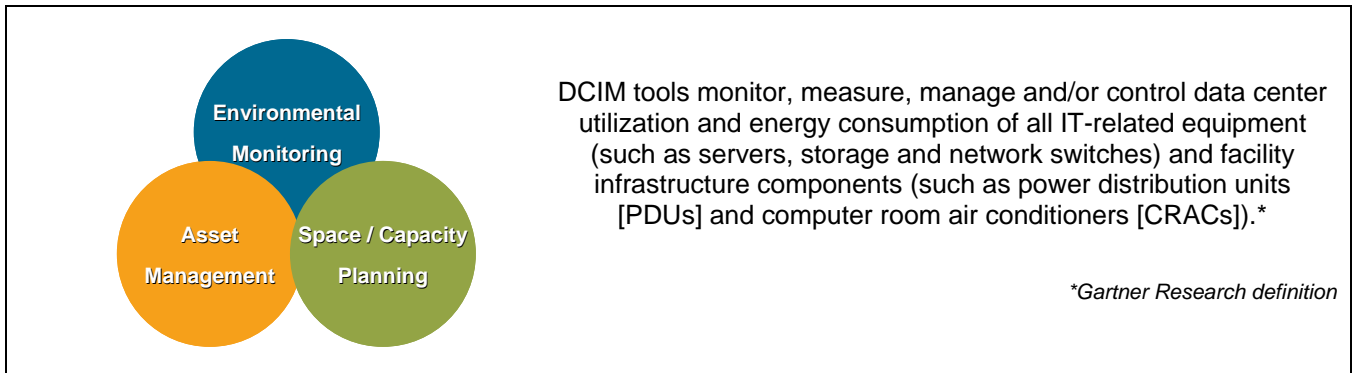 Environmental
Monitoring
Asset
Management
Space / Capacity
Planning
DCIM tools monitor, measure, manage and/or control data center
utilization and energy consumption of all IT-related equipment
(such as servers, storage and network switches) and facility
infrastructure components (such as power distribution units
[PDUs] and computer room air conditioners [CRACs]).*
*Gartner Research definition